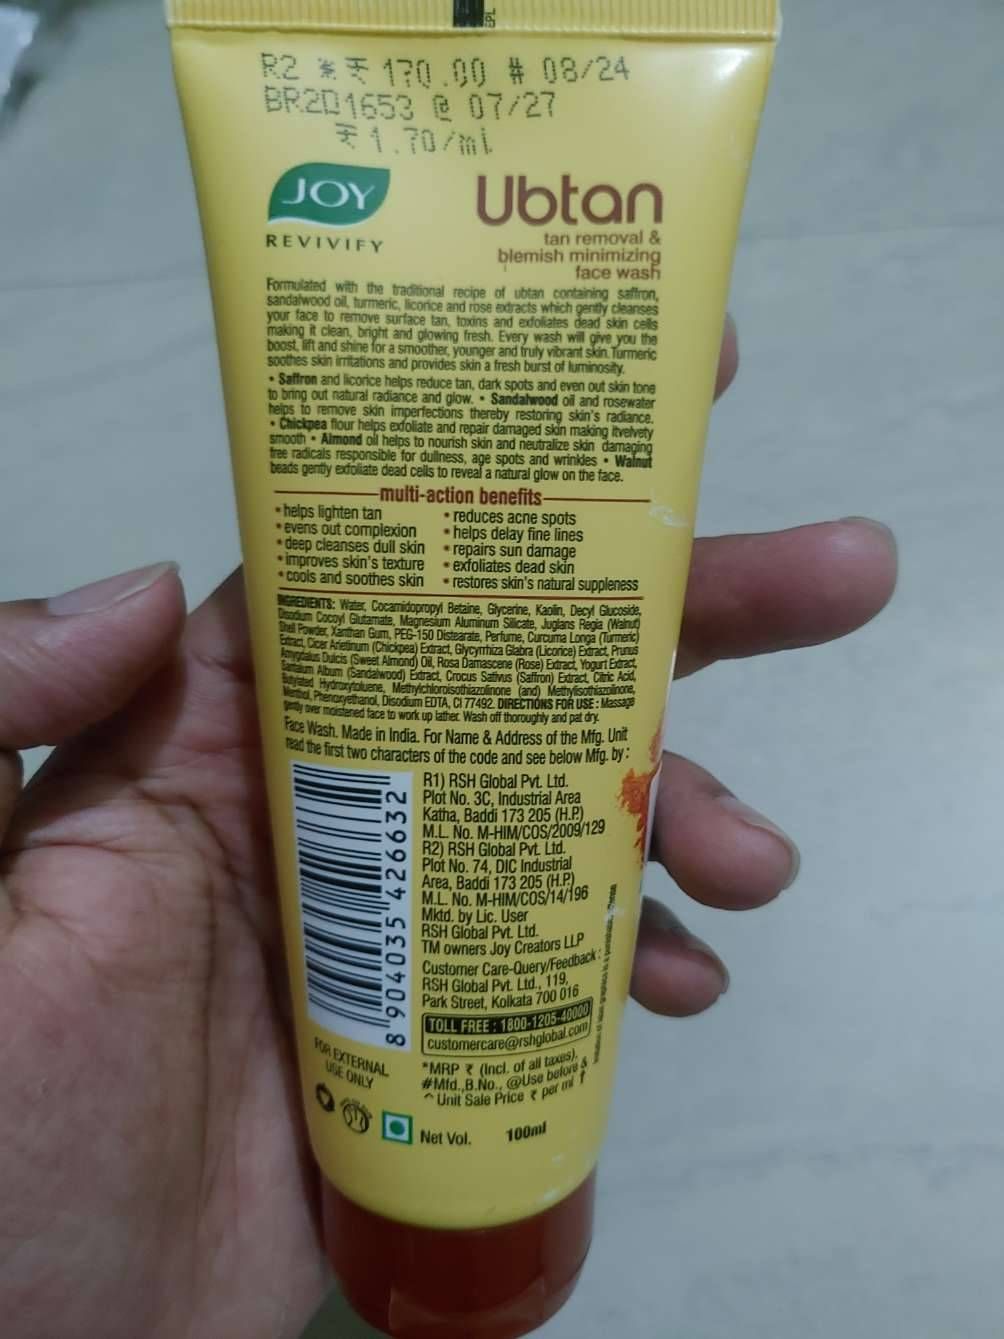 EPL
R2 * ₹ 170.00 # 08/24
BR2D1653 @ 07/27
₹ 1.70/ml
JOY
REVIVIFY
Ubtan
tan removal &
blemish minimizing
face wash
Formulated with the traditional recipe of ubtan containing saffron,
sandalwood oil, turmeric, licorice and rose extracts which gently cleanses
your face to remove surface tan, toxins and exfoliates dead skin cells
making it clean, bright and glowing fresh. Every wash will give you the
boost, lift and shine for a smoother, younger and truly vibrant skin. Turmeric
soothes skin irritations and provides skin a fresh burst of luminosity.
• Saffron and licorice helps reduce tan, dark spots and even out skin tone
to bring out natural radiance and glow. • Sandalwood oil and rosewater
helps to remove skin imperfections thereby restoring skin's radiance.
• Chickpea flour helps exfoliate and repair damaged skin making itvelvety
smooth • Almond oil helps to nourish skin and neutralize skin damaging
free radicals responsible for dullness, age spots and wrinkles • Walnut
beads gently exfoliate dead cells to reveal a natural glow on the face.
multi-action benefits
• helps lighten tan
• evens out complexion
• deep cleanses dull skin
• improves skin's texture
• cools and soothes skin
• reduces acne spots
• helps delay fine lines
• repairs sun damage
• exfoliates dead skin
• restores skin's natural suppleness
INGREDIENTS: Water, Cocamidopropyl Betaine, Glycerine, Kaolin, Decyl Glucoside,
Disodium Cocoyl Glutamate, Magnesium Aluminum Silicate, Juglans Regia (Walnut)
Shell Powder, Xanthan Gum, PEG-150 Distearate, Perfume, Curcuma Longa (Turmeric)
Extract, Cicer Arietinum (Chickpea) Extract, Glycyrrhiza Glabra (Licorice) Extract, Prunus
Amygdalus Dulcis (Sweet Almond) Oil, Rosa Damascene (Rose) Extract, Yogurt Extract,
Santalum Album (Sandalwood) Extract, Crocus Sativus (Saffron) Extract, Citric Acid,
Butylated Hydroxytoluene, Methylchloroisothiazolinone (and) Methylisothiazolinone,
Menthol, Phenoxyethanol, Disodium EDTA, CI 77492. DIRECTIONS FOR USE : Massage
gently over moistened face to work up lather. Wash off thoroughly and pat dry.
Face Wash. Made in India. For Name & Address of the Mfg. Unit
read the first two characters of the code and see below Mfg. by :
R1) RSH Global Pvt. Ltd.
Plot No. 3C, Industrial Area
Katha, Baddi 173 205 (H.P.)
M.L. No. M-HIM/COS/2009/129
R2) RSH Global Pvt. Ltd.
Plot No. 74, DIC Industrial
Area, Baddi 173 205 (H.P.)
M.L. No. M-HIM/COS/14/196
Mktd. by Lic. User
RSH Global Pvt. Ltd.
TM owners Joy Creators LLP
Customer Care-Query/Feedback :
RSH Global Pvt. Ltd., 119,
Park Street, Kolkata 700 016
TOLL FREE : 1800-1205-40000
customercare@rshglobal.com
*MRP ₹ (Incl. of all taxes),
#Mfd.,B.No., @Use before &
^ Unit Sale Price ₹ per ml
8 904035 426632
FOR EXTERNAL
USE ONLY
Net Vol. 100ml